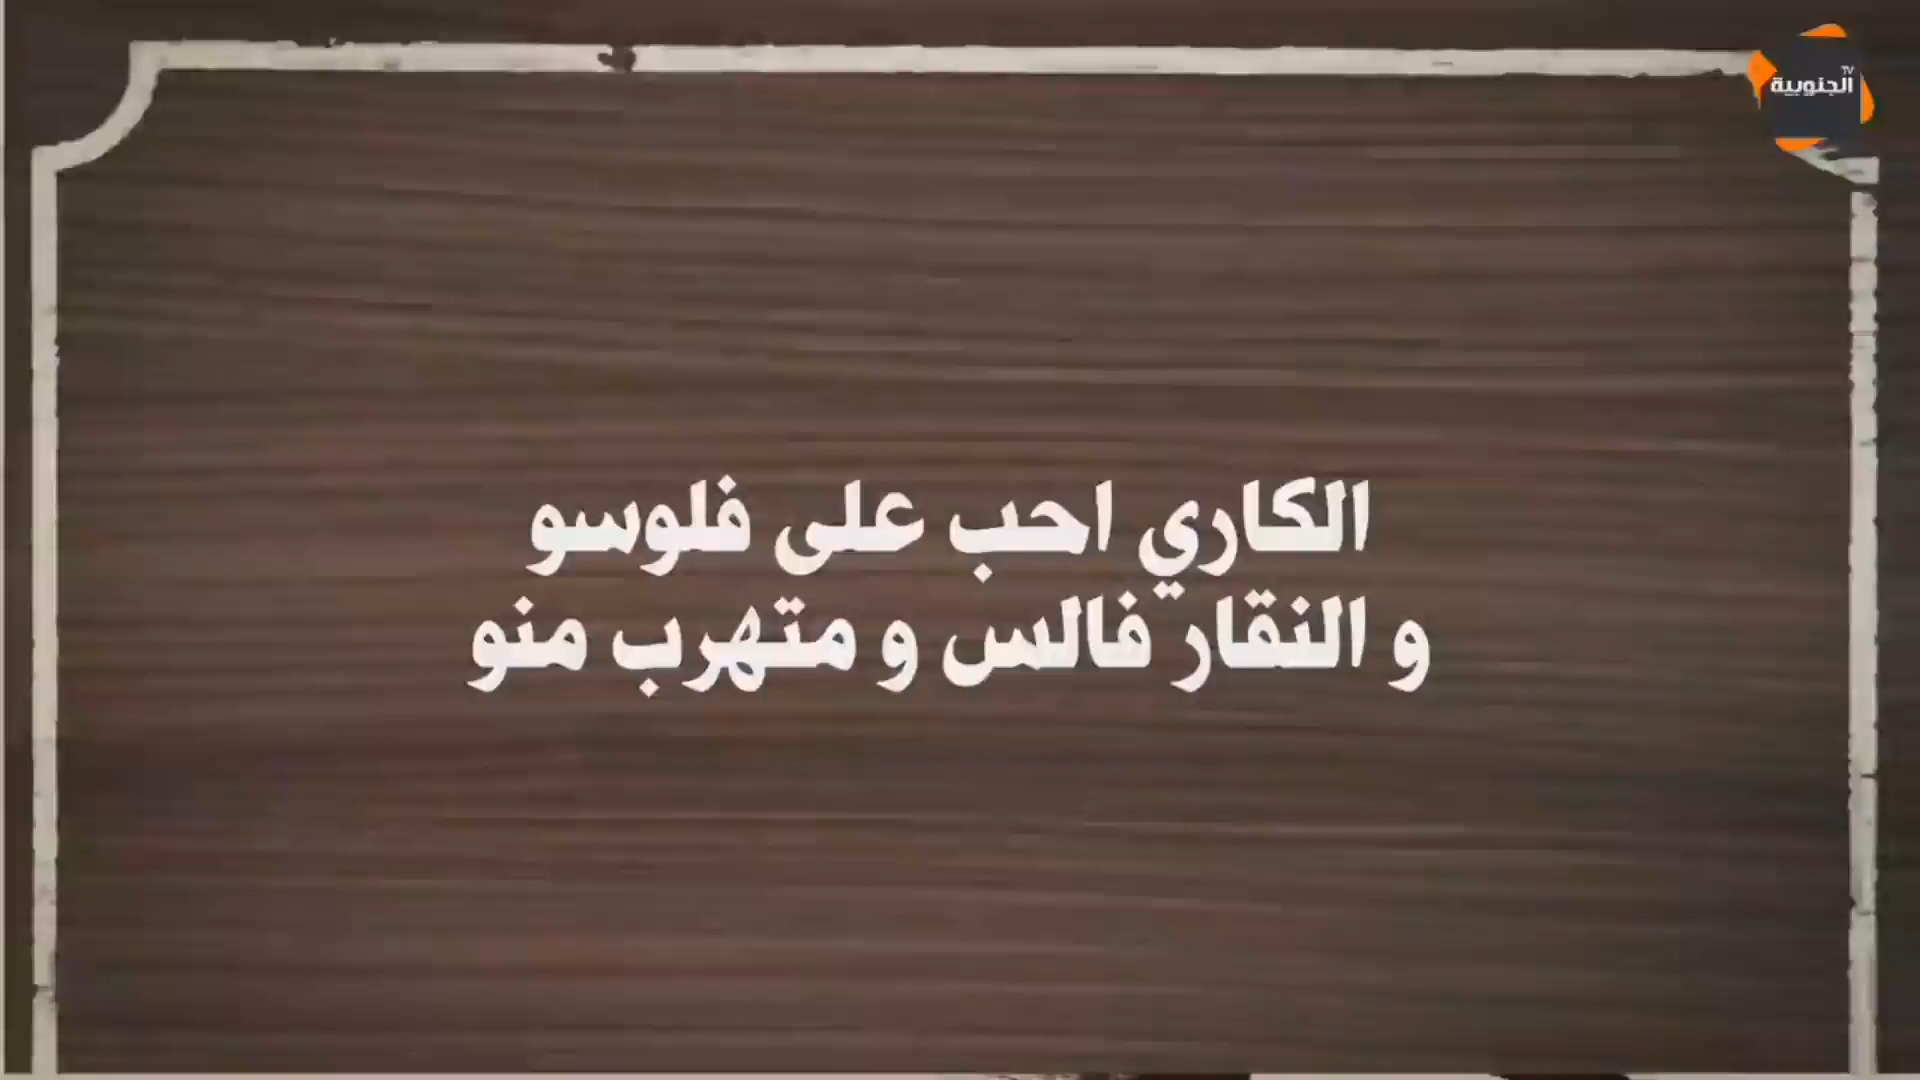 TV
الجنوبية
الكاري احب على فلوسو
و النقار فالس و متهرب منو